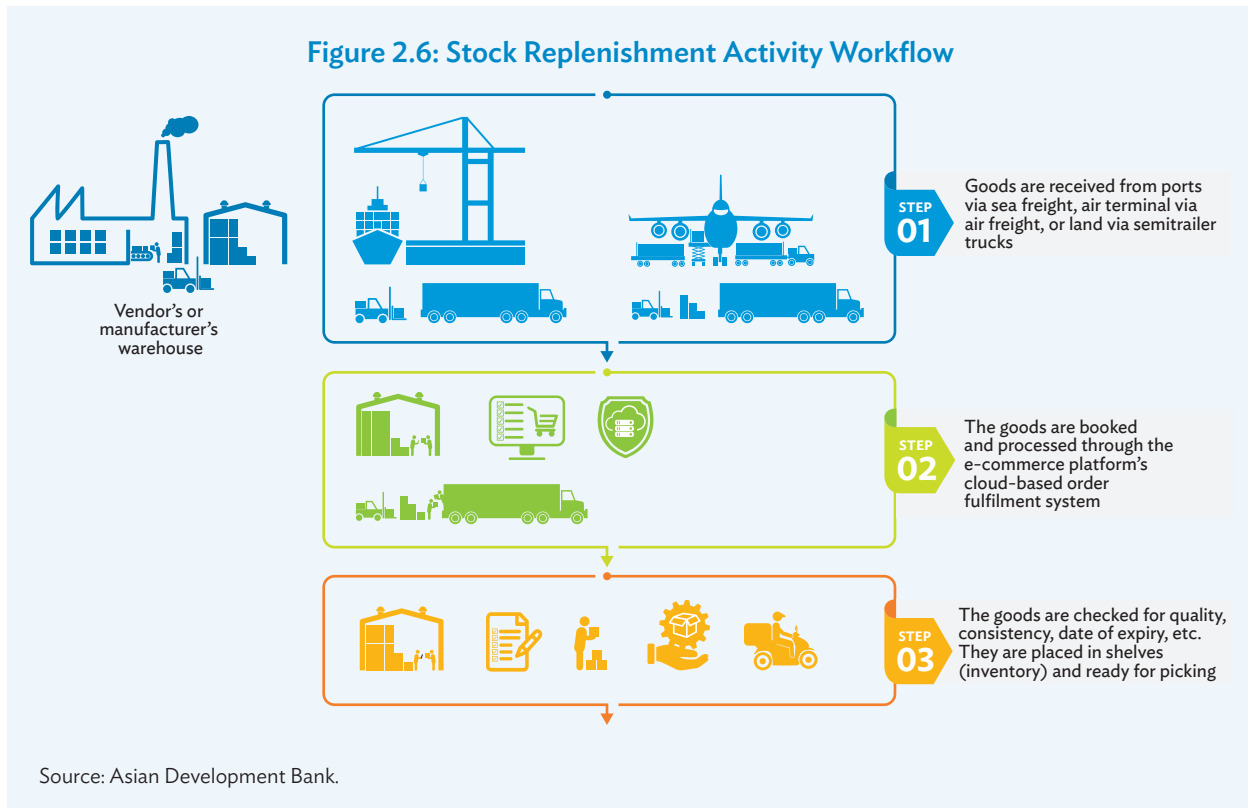 Figure 2.6: Stock Replenishment Activity Workflow
Vendor's or
manufacturer's
warehouse
STEP
01
Goods are received from ports
via sea freight, air terminal via
air freight, or land via semitrailer
trucks
STEP
02
The goods are booked
and processed through the
e-commerce platform's
cloud-based order
fulfilment system
STEP
03
The goods are checked for quality,
consistency, date of expiry, etc.
They are placed in shelves
(inventory) and ready for picking
Source: Asian Development Bank.